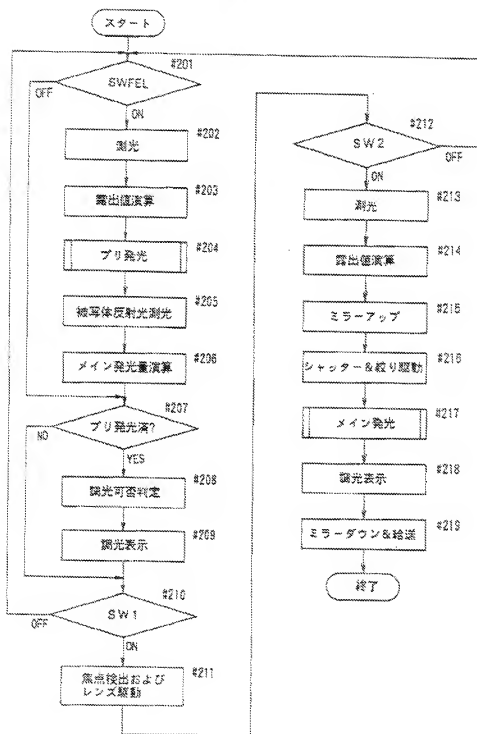 スタート
#201
SWFEL
OFF
ON
#202
測光
#203
露出値演算
#204
プリ発光
#205
被写体反射光測光
#206
メイン発光量演算
#207
プリ発光済?
NO
YES
#208
調光可否判定
#209
調光表示
#210
SW1
OFF
ON
#211
焦点検出および
レンズ駆動
#212
SW2
OFF
ON
#213
測光
#214
露出値演算
#215
ミラーアップ
#216
シャッター&絞り駆動
#217
メイン発光
#218
調光表示
#219
ミラーダウン&給送
終了